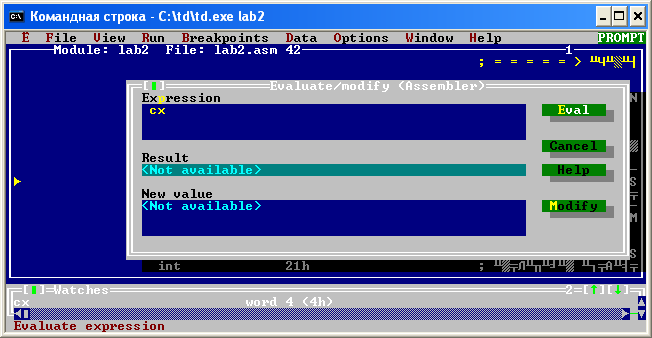 Командная строка - C:\td\td.exe lab2
Ë File View Run Breakpoints Data Options Window Help PROMPT
Module: lab2 File: lab2.asm 42 1
; = = = = = >
Evaluate/modify (Assembler)
Expression
cx
Eval
Cancel
Result
<Not available>
Help
New value
<Not available>
Modify
int 21h ;
Watches 2
cx word 4 (4h)
Evaluate expression